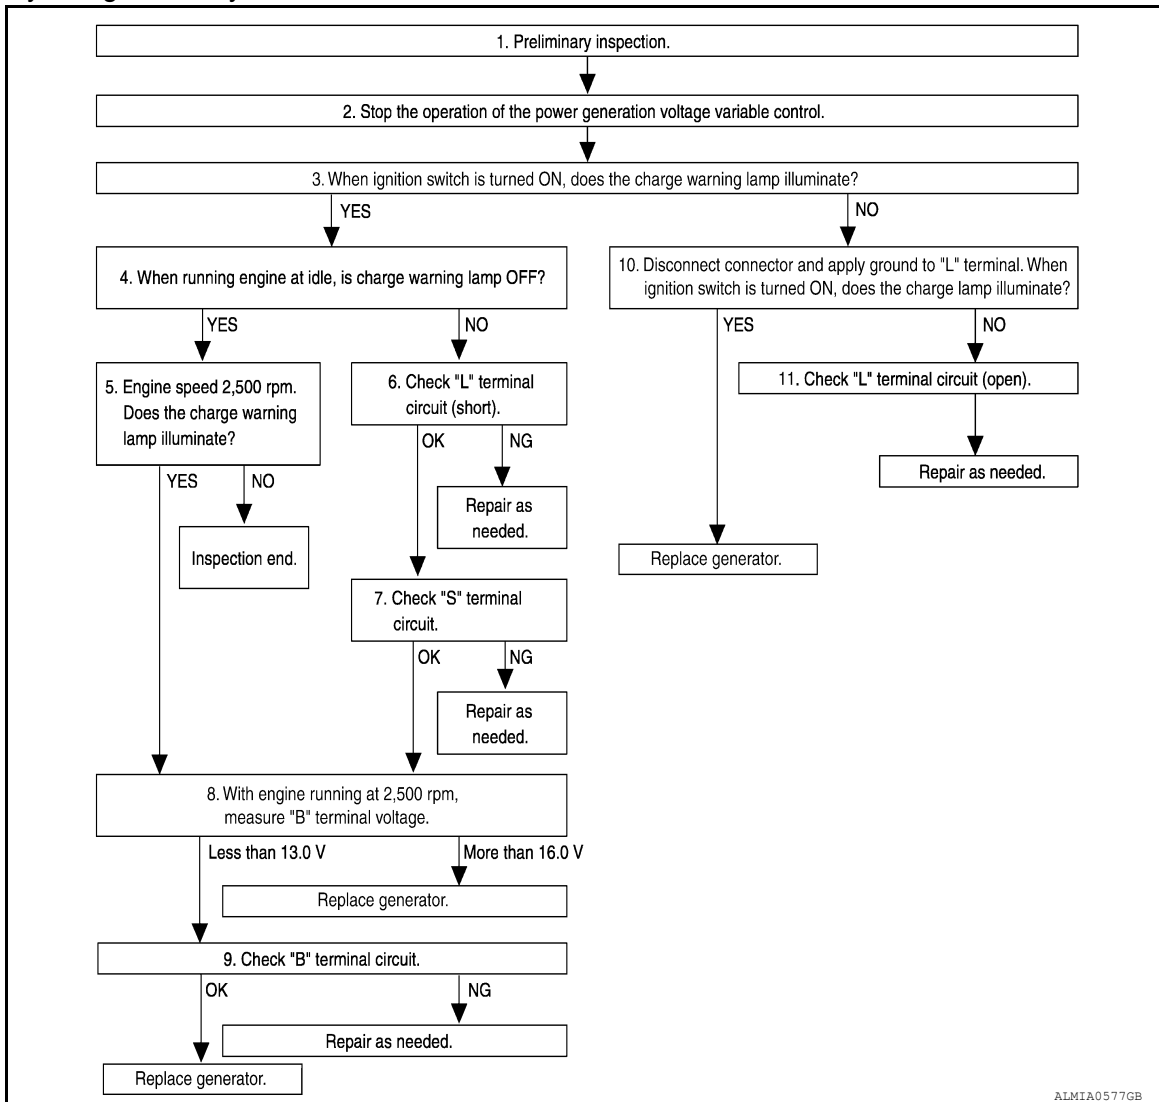 1. Preliminary inspection.
2. Stop the operation of the power generation voltage variable control.
3. When ignition switch is turned ON, does the charge warning lamp illuminate?
YES
NO
4. When running engine at idle, is charge warning lamp OFF?
10. Disconnect connector and apply ground to "L" terminal. When
ignition switch is turned ON, does the charge lamp illuminate?
YES
NO
YES
NO
5. Engine speed 2,500 rpm.
Does the charge warning
lamp illuminate?
6. Check "L" terminal
circuit (short).
11. Check "L" terminal circuit (open).
OK
NG
YES
NO
Repair as needed.
Repair as
needed.
Inspection end.
Replace generator.
7. Check "S" terminal
circuit.
OK
NG
Repair as
needed.
8. With engine running at 2,500 rpm,
measure "B" terminal voltage.
Less than 13.0 V
More than 16.0 V
Replace generator.
9. Check "B" terminal circuit.
OK
NG
Repair as needed.
Replace generator.
ALMIA0577GB